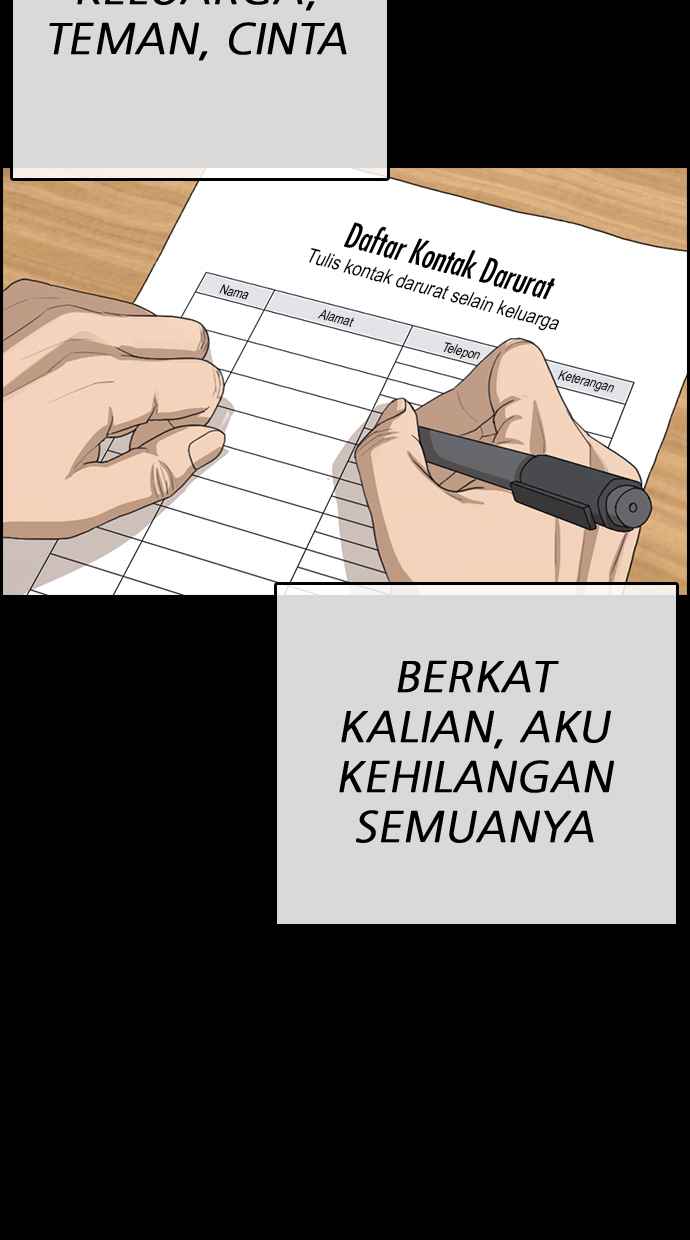 KELUARGA,
TEMAN, CINTA
Daftar Kontak Darurat
Tulis kontak darurat selain keluarga
Nama Alamat Telepon Keterangan
BERKAT
KALIAN, AKU
KEHILANGAN
SEMUANYA